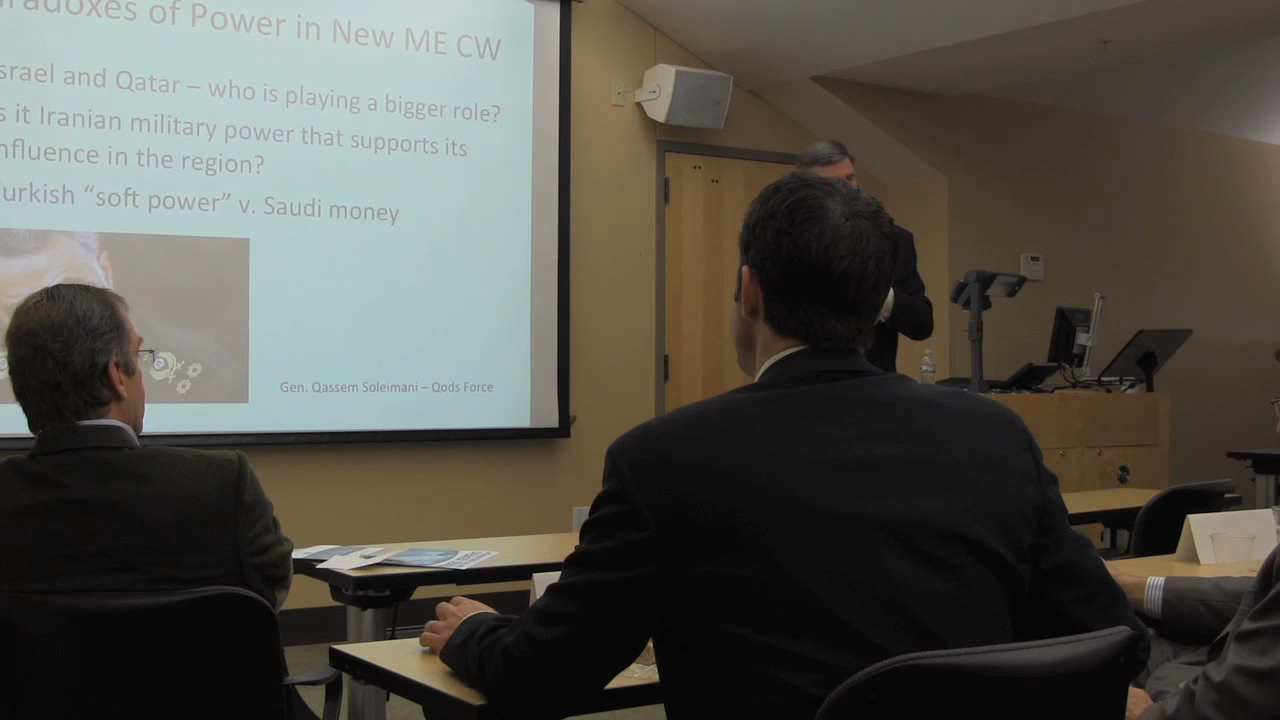 radoxes of Power in New ME CW
srael and Qatar – who is playing a bigger role?
s it Iranian military power that supports its
nfluence in the region?
urkish “soft power” v. Saudi money
Gen. Qassem Soleimani – Qods Force